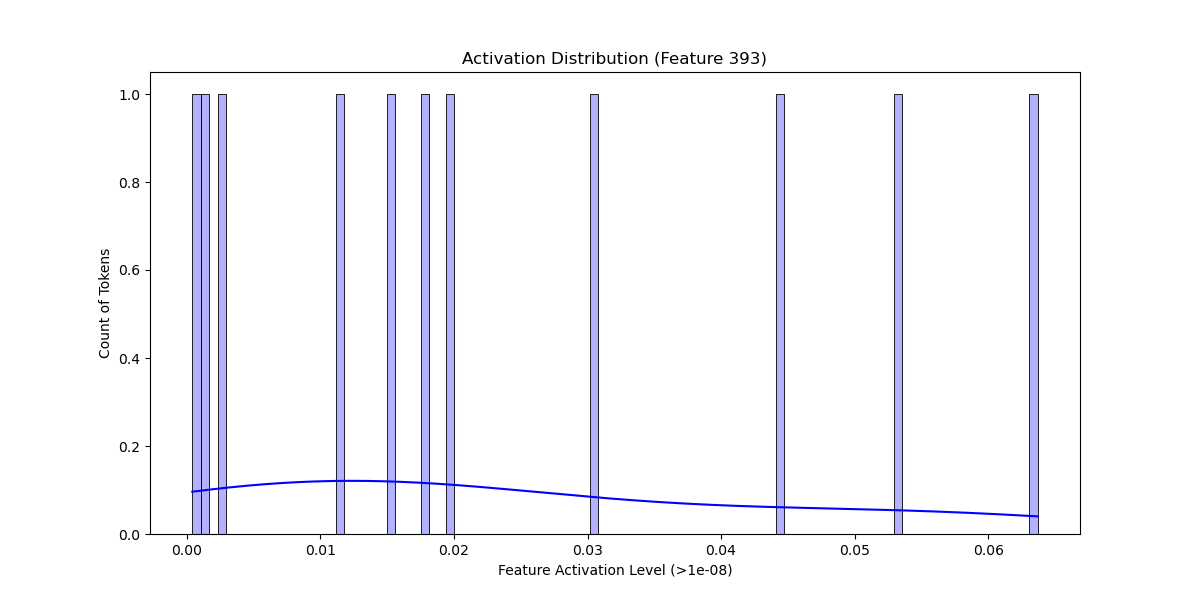 Activation Distribution (Feature 393)
Count of Tokens
1.0
0.8
0.6
0.4
0.2
0.0
0.00 0.01 0.02 0.03 0.04 0.05 0.06
Feature Activation Level (>1e-08)